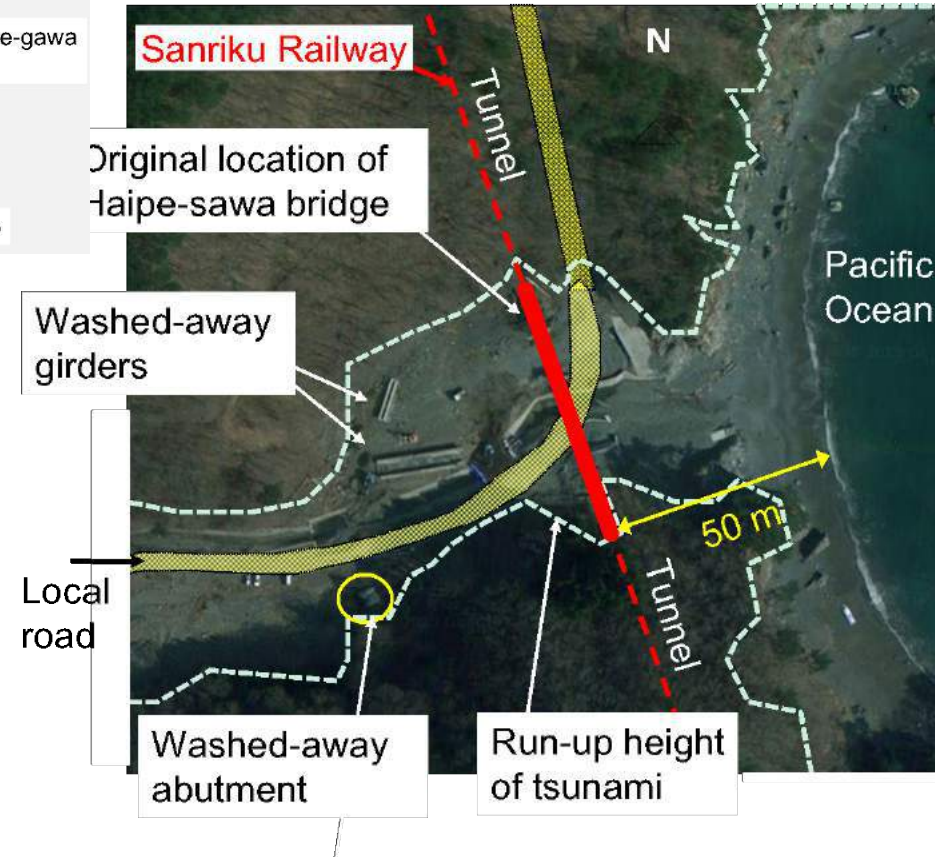 e-gawa
Sanriku Railway
N
Tunnel
Original location of
Haipe-sawa bridge
Pacific
Ocean
Washed-away
girders
50 m
Local
road
Tunnel
Washed-away
abutment
Run-up height
of tsunami